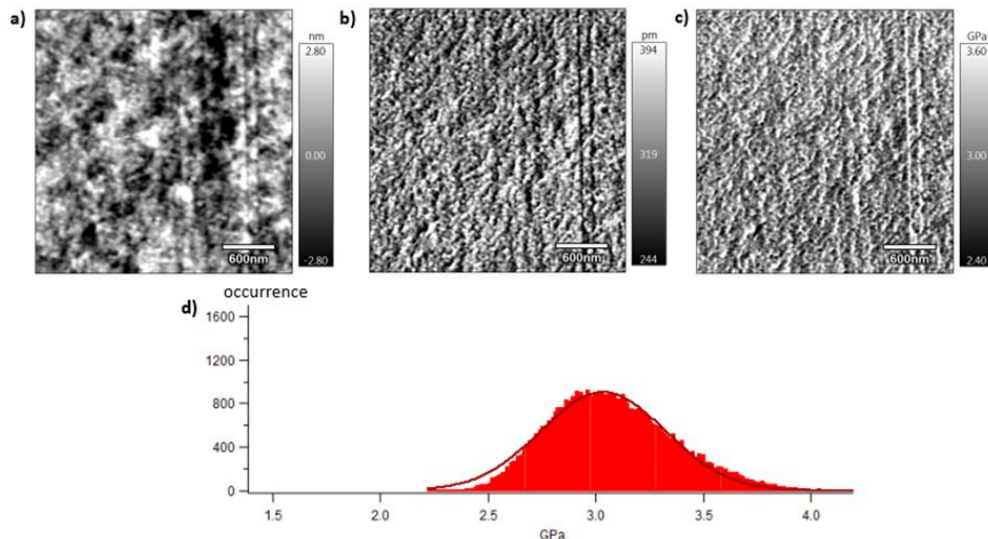 a)
nm
2.80
0.00
-2.80
600nm
b)
pm
394
319
244
600nm
c)
GPa
3.60
3.00
2.40
600nm
d)
occurrence
1600
1200
800
400
0
1.5 2.0 2.5 3.0 3.5 4.0
GPa